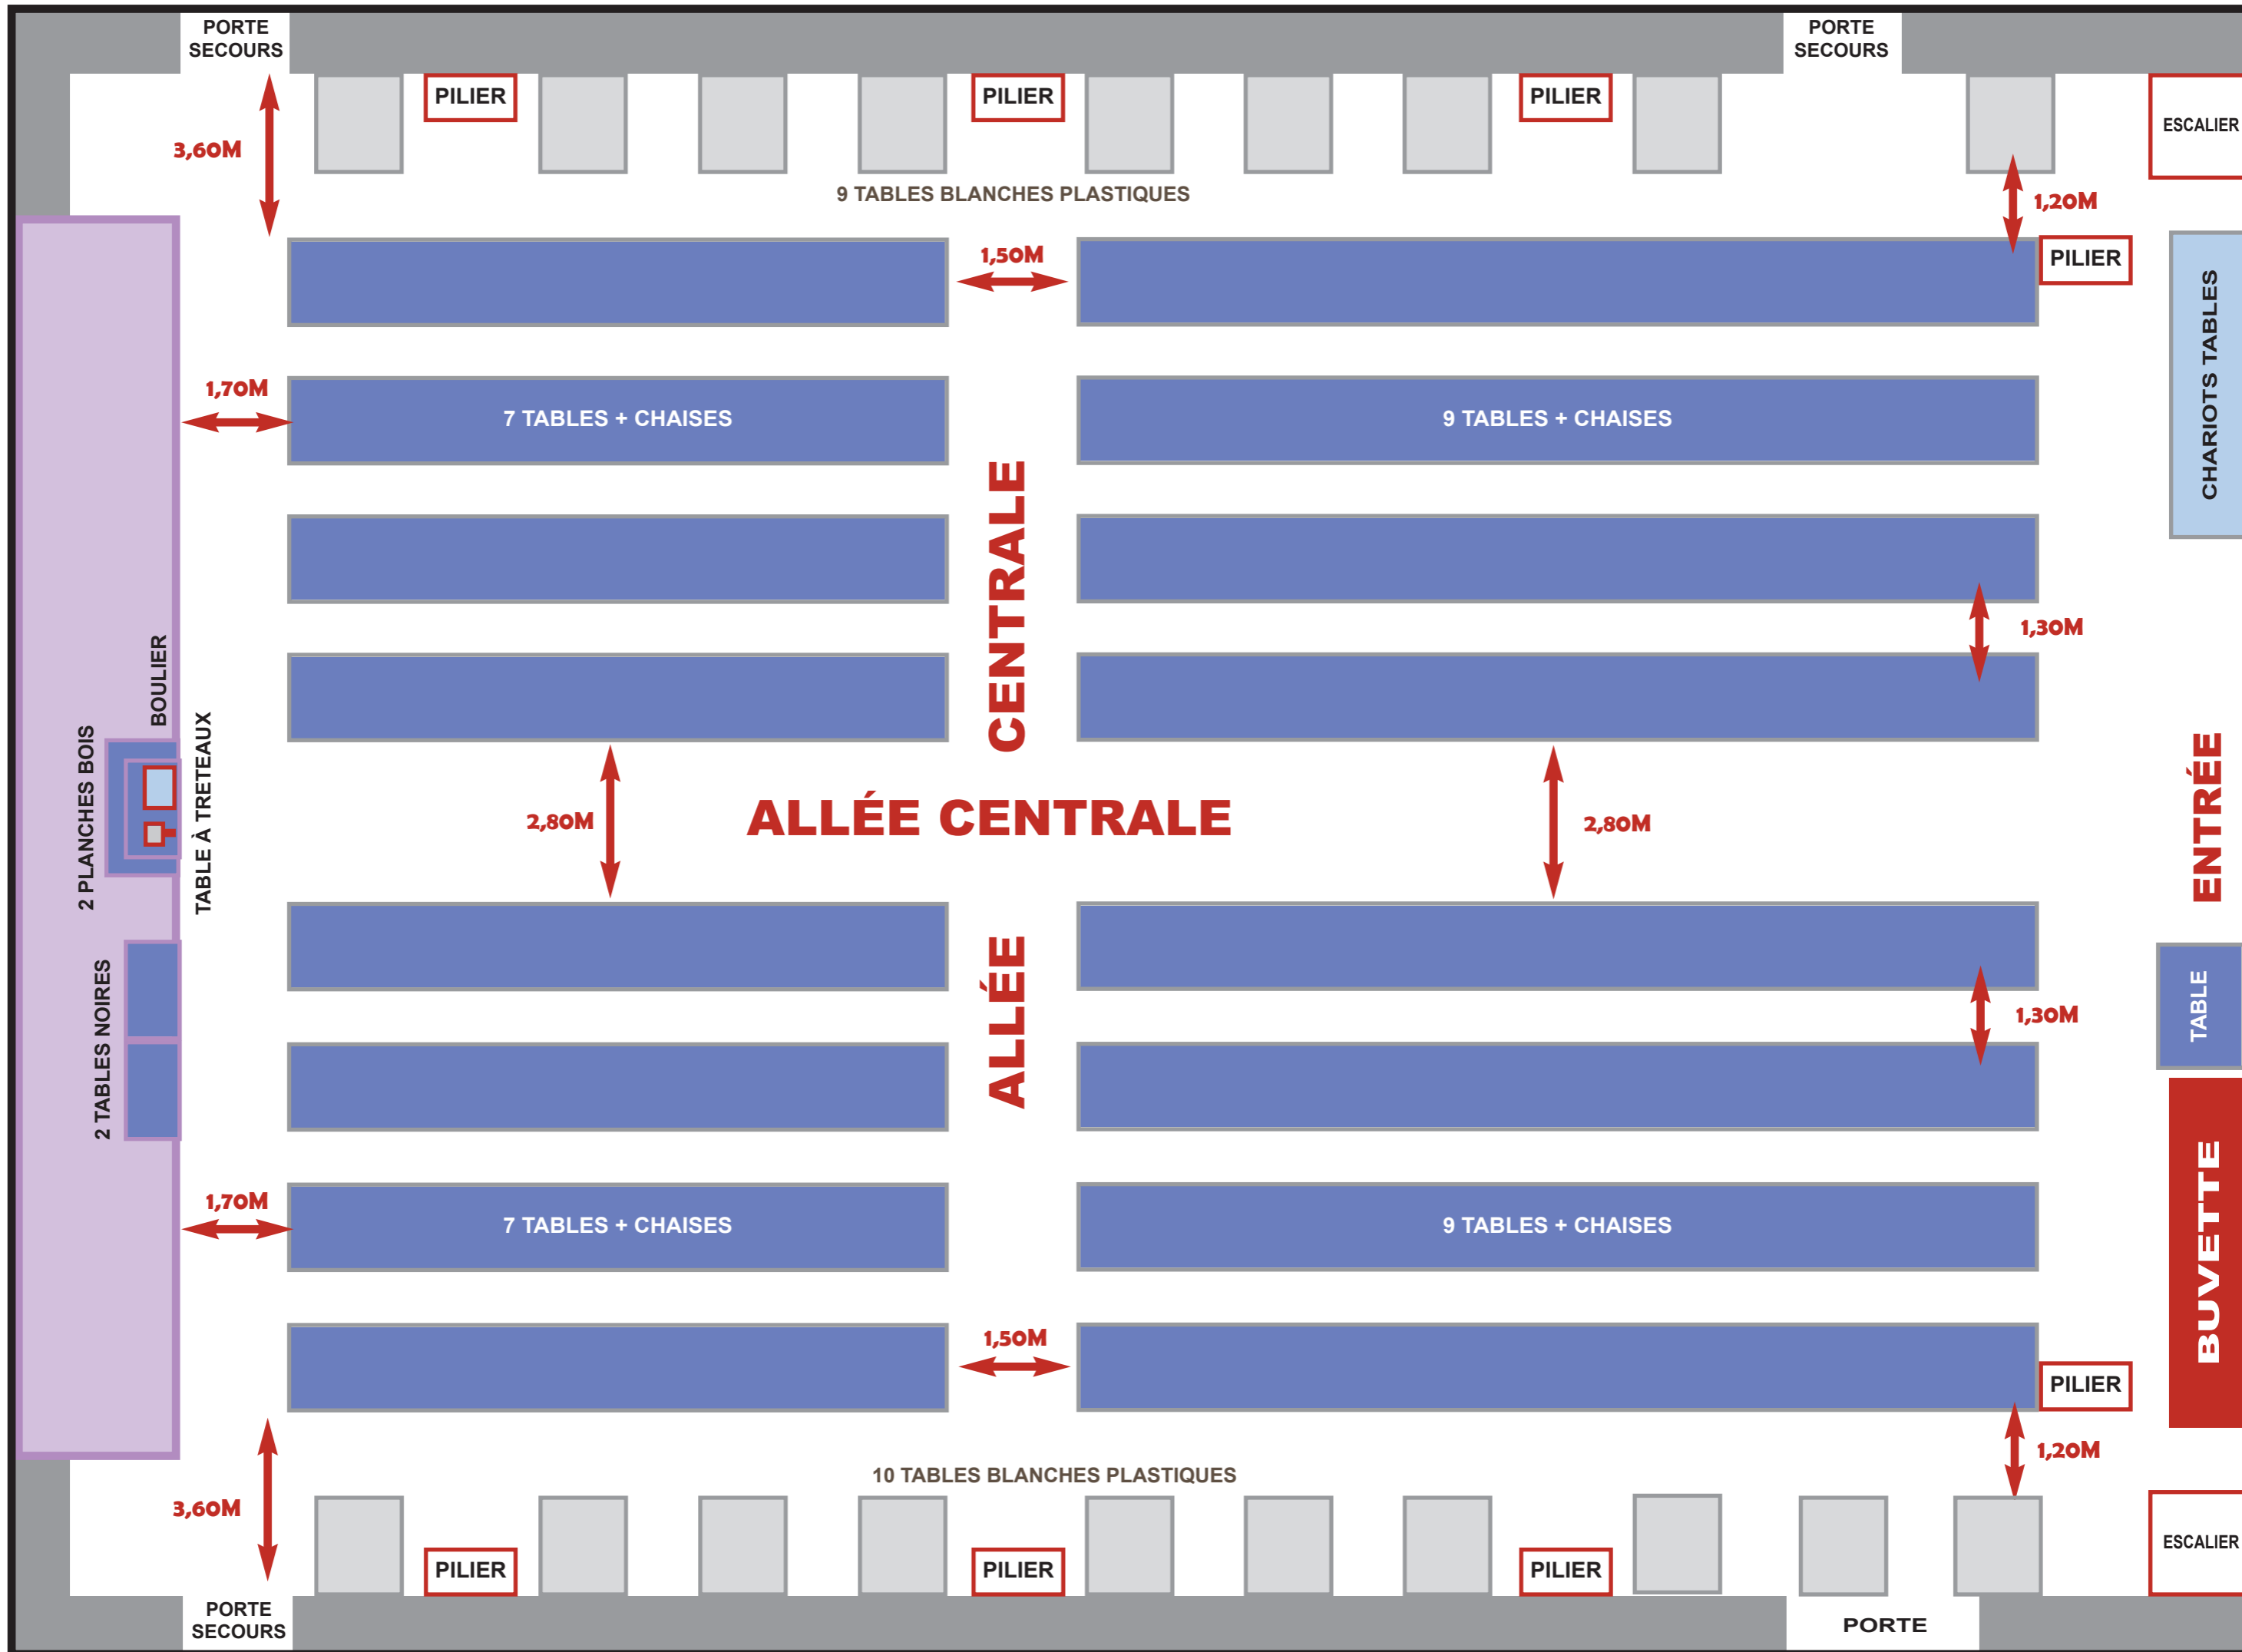 PORTE
SECOURS
PORTE
SECOURS
PILIER
PILIER
PILIER
ESCALIER
3,60M
9 TABLES BLANCHES PLASTIQUES
1,20M
1,50M
PILIER
CHARIOTS TABLES
1,70M
7 TABLES + CHAISES
9 TABLES + CHAISES
ALLÉE CENTRALE
1,30M
BOULIER
TABLE À TRETEAUX
2 PLANCHES BOIS
2,80M
ALLÉE CENTRALE
2,80M
ENTRÉE
2 TABLES NOIRES
1,30M
TABLE
1,70M
7 TABLES + CHAISES
9 TABLES + CHAISES
BUVETTE
1,50M
PILIER
1,20M
10 TABLES BLANCHES PLASTIQUES
3,60M
ESCALIER
PILIER
PILIER
PILIER
PORTE
SECOURS
PORTE